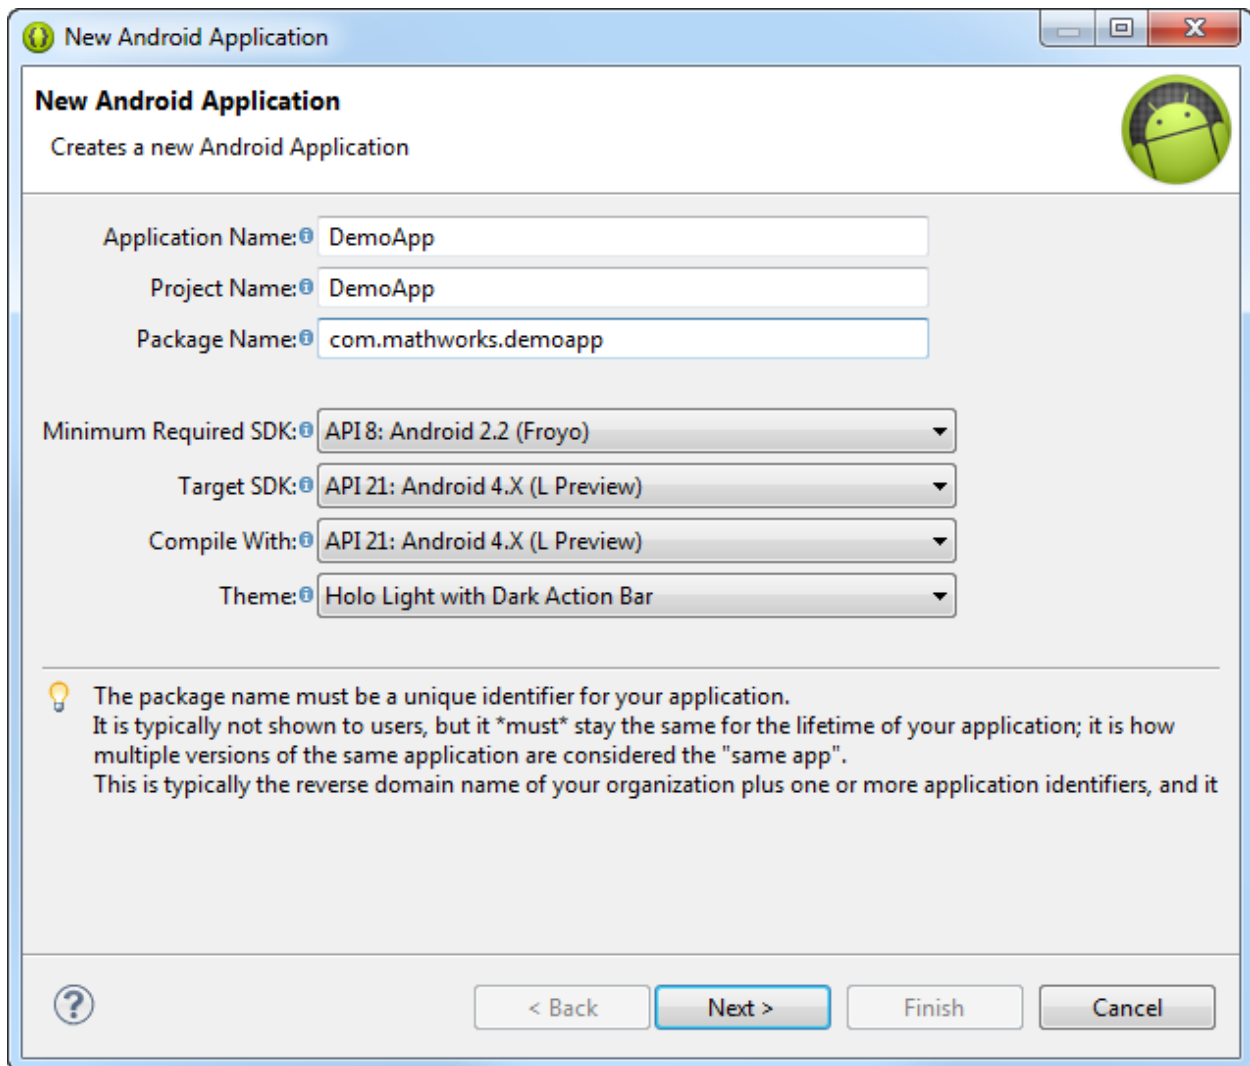 New Android Application
New Android Application
Creates a new Android Application
Application Name: DemoApp
Project Name: DemoApp
Package Name: com.mathworks.demoapp
Minimum Required SDK: API 8: Android 2.2 (Froyo)
Target SDK: API 21: Android 4.X (L Preview)
Compile With: API 21: Android 4.X (L Preview)
Theme: Holo Light with Dark Action Bar
The package name must be a unique identifier for your application.
It is typically not shown to users, but it *must* stay the same for the lifetime of your application; it is how
multiple versions of the same application are considered the "same app".
This is typically the reverse domain name of your organization plus one or more application identifiers, and it
? < Back Next > Finish Cancel